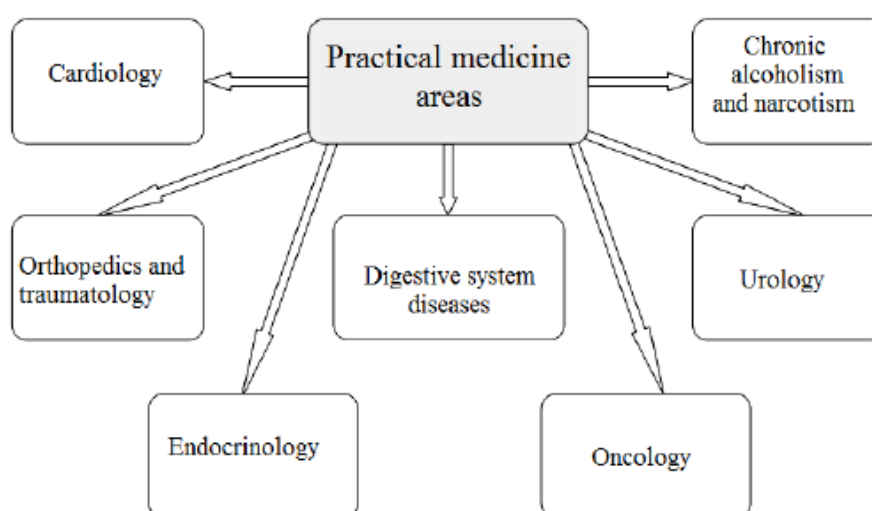 Cardiology
Practical medicine
areas
Chronic
alcoholism
and narcotism
Orthopedics and
traumatology
Digestive system
diseases
Urology
Endocrinology
Oncology